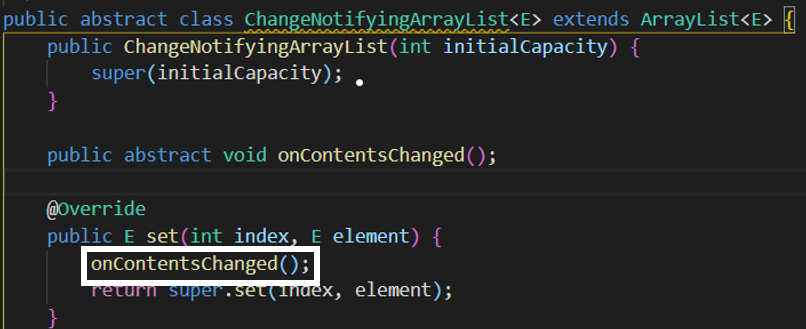 public abstract class ChangeNotifyingArrayList<E> extends ArrayList<E> {
public ChangeNotifyingArrayList(int initialCapacity) {
super(initialCapacity);
}
public abstract void onContentsChanged();
@Override
public E set(int index, E element) {
onContentsChanged();
return super.set(index, element);
}